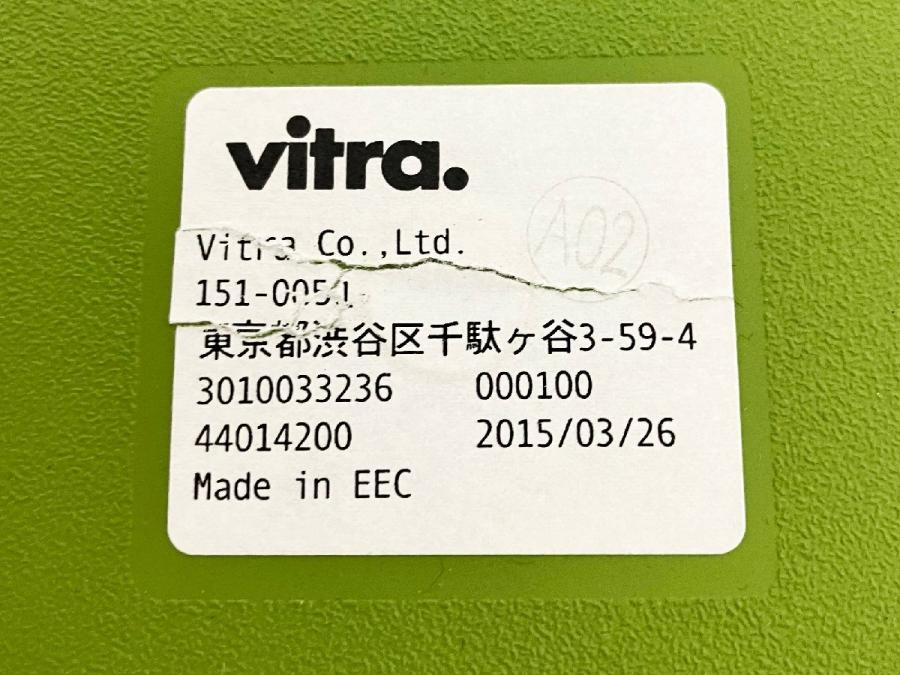 vitra.
A02
Vitra Co.,Ltd.
151-0051
東京都渋谷区千駄ヶ谷3-59-4
3010033236 000100
44014200 2015/03/26
Made in EEC